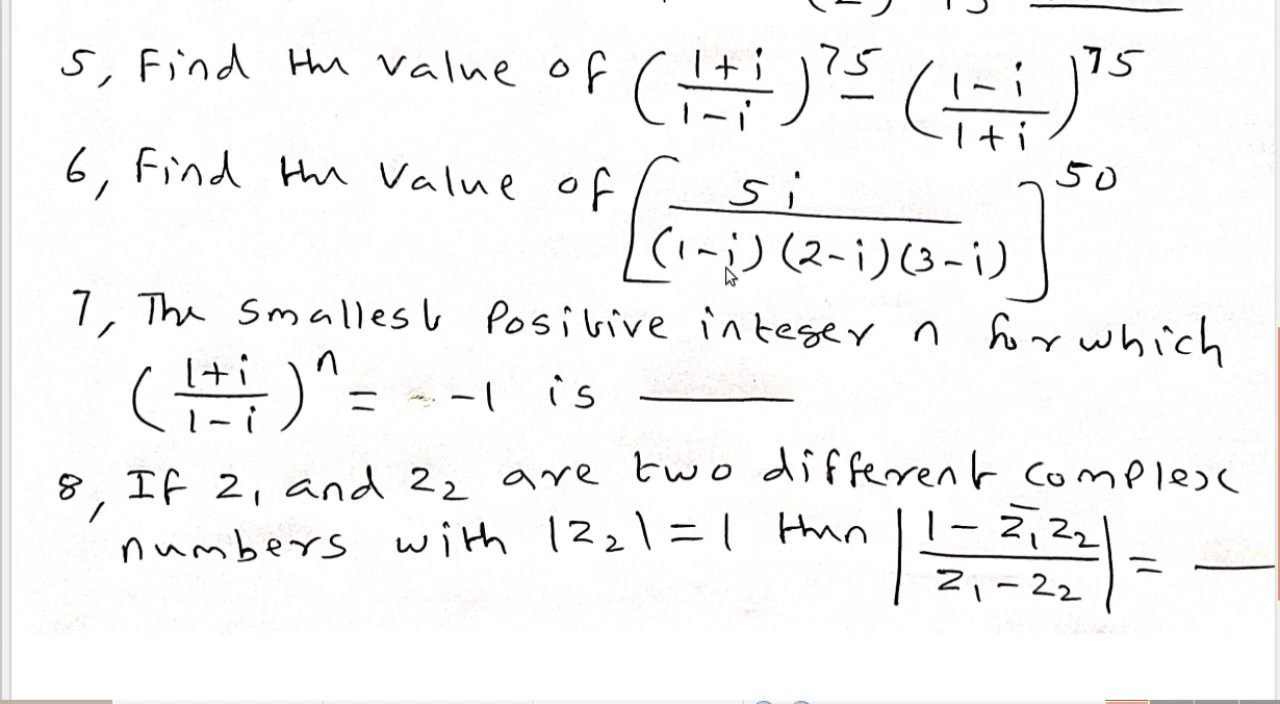 5, Find the value of (1+i/1-i)^75 - (1-i/1+i)^75
6, Find the value of [5i/(1-i)(2-i)(3-i)]^50
7, The smallest Positive integer n for which
(1+i/1-i)^n = -1 is ______
8, If z₁ and z₂ are two different complex
numbers with |z₂| = 1 then |1 - z̄₁z₂/z₁ - z₂| = ______